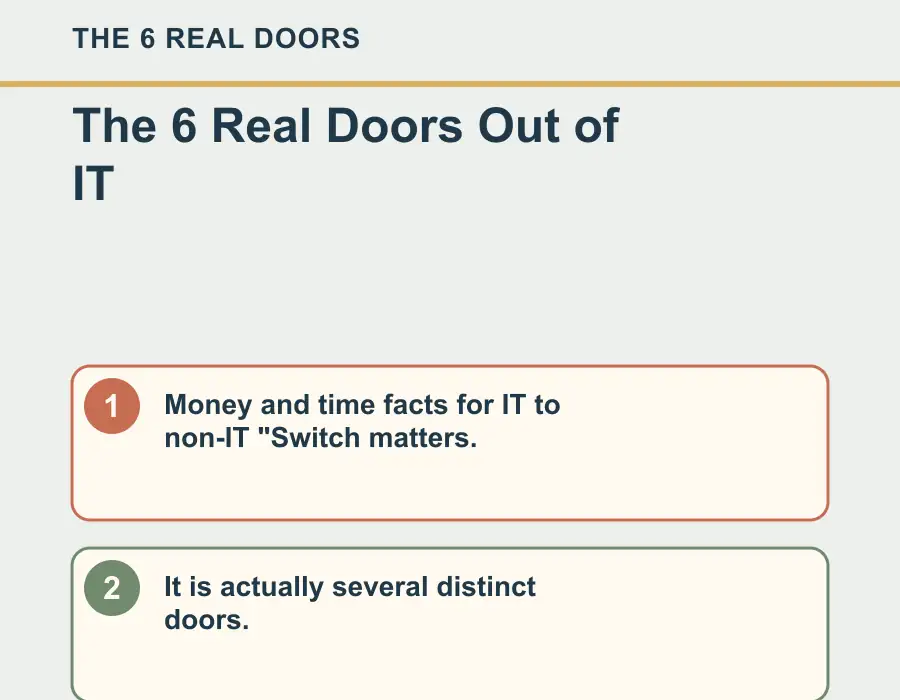 THE 6 REAL DOORS
The 6 Real Doors Out of
IT
1
Money and time facts for IT to
non-IT "Switch matters.
2
It is actually several distinct
doors.